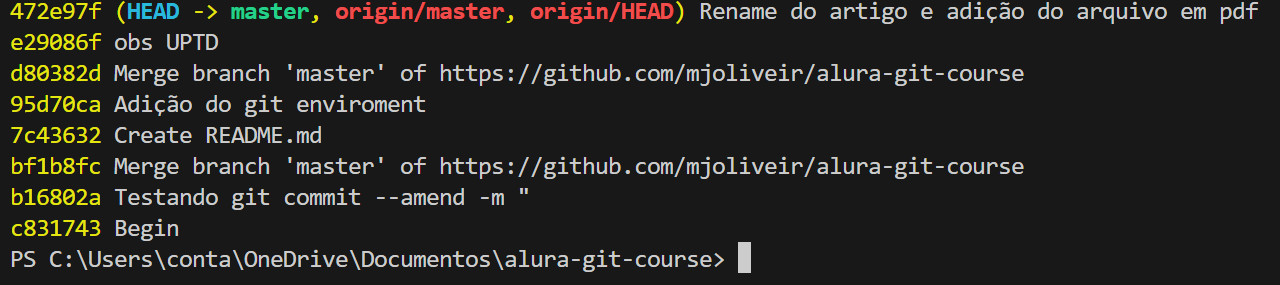 472e97f (HEAD -> master, origin/master, origin/HEAD) Rename do artigo e adição do arquivo em pdf
e29086f obs UPTD
d80382d Merge branch 'master' of https://github.com/mjoliveir/alura-git-course
95d70ca Adição do git enviroment
7c43632 Create README.md
bf1b8fc Merge branch 'master' of https://github.com/mjoliveir/alura-git-course
b16802a Testando git commit --amend -m "
c831743 Begin
PS C:\Users\conta\OneDrive\Documentos\alura-git-course>